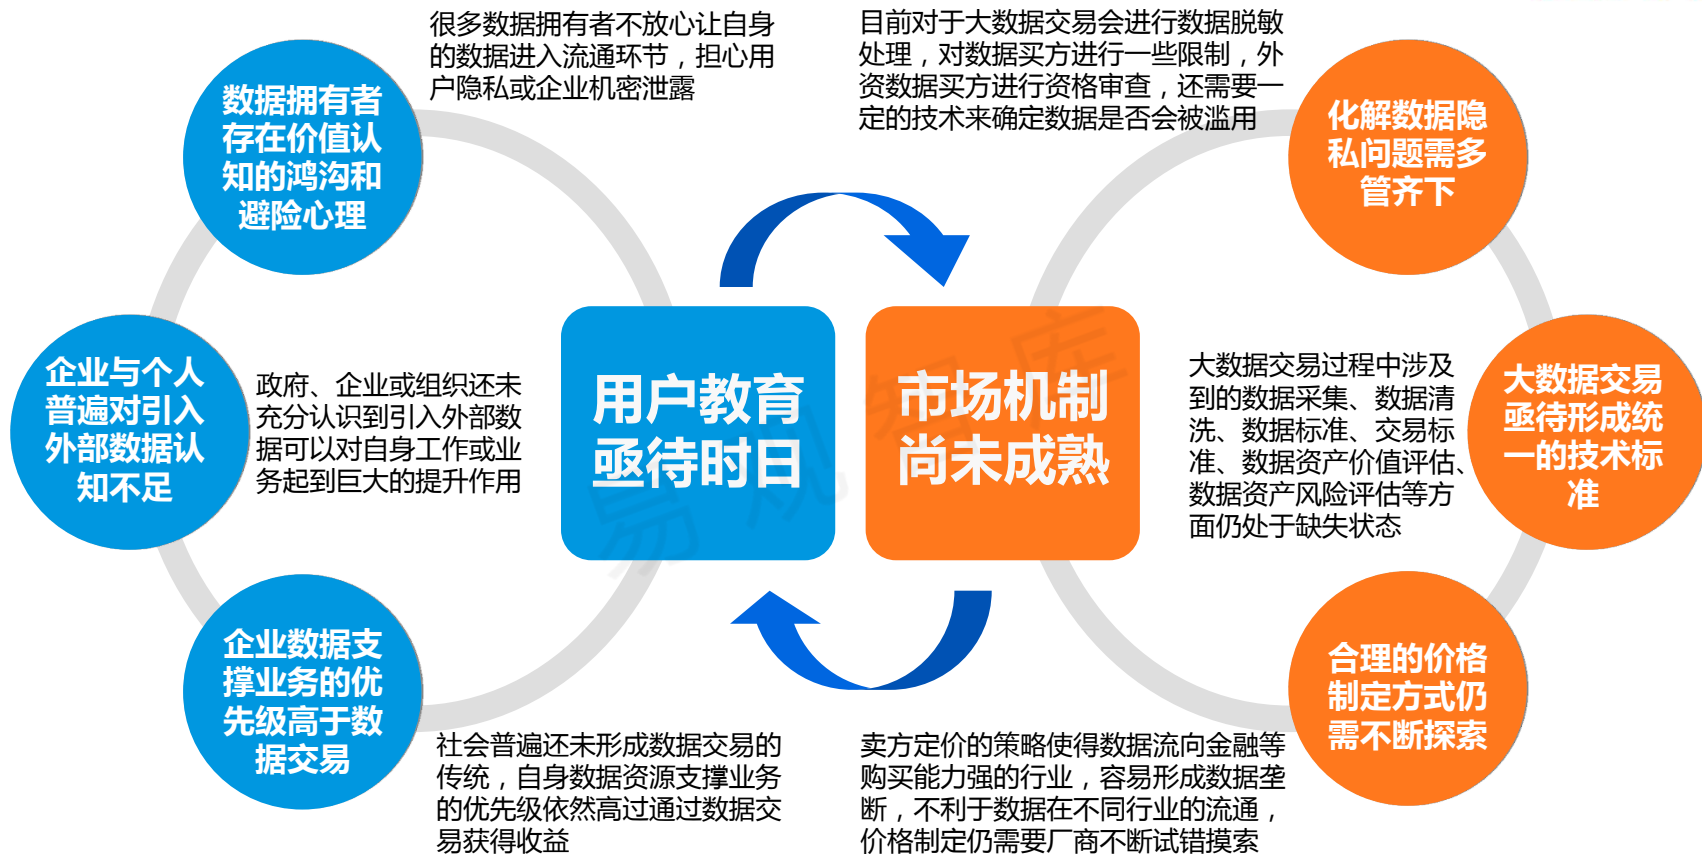 很多数据拥有者不放心让自身
的数据进入流通环节，担心用
户隐私或企业机密泄露
数据拥有者
存在价值认
知的鸿沟和
避险心理
目前对于大数据交易会进行数据脱敏
处理，对数据买方进行一些限制，外
资数据买方进行资格审查，还需要一
定的技术来确定数据是否会被滥用
化解数据隐
私问题需多
管齐下
企业与个人
普遍对引入
外部数据认
知不足
政府、企业或组织还未
充分认识到引入外部数
据可以对自身工作或业
务起到巨大的提升作用
用户教育
亟待时日
市场机制
尚未成熟
大数据交易过程中涉及
到的数据采集、数据清
洗、数据标准、交易标
准、数据资产价值评估、
数据资产风险评估等方
面仍处于缺失状态
大数据交易
亟待形成统
一的技术标
准
企业数据支
撑业务的优
先级高于数
据交易
社会普遍还未形成数据交易的
传统，自身数据资源支撑业务
的优先级依然高过通过数据交
易获得收益
卖方定价的策略使得数据流向金融等
购买能力强的行业，容易形成数据垄
断，不利于数据在不同行业的流通，
价格制定仍需要厂商不断试错摸索
合理的价格
制定方式仍
需不断探索
易观智库